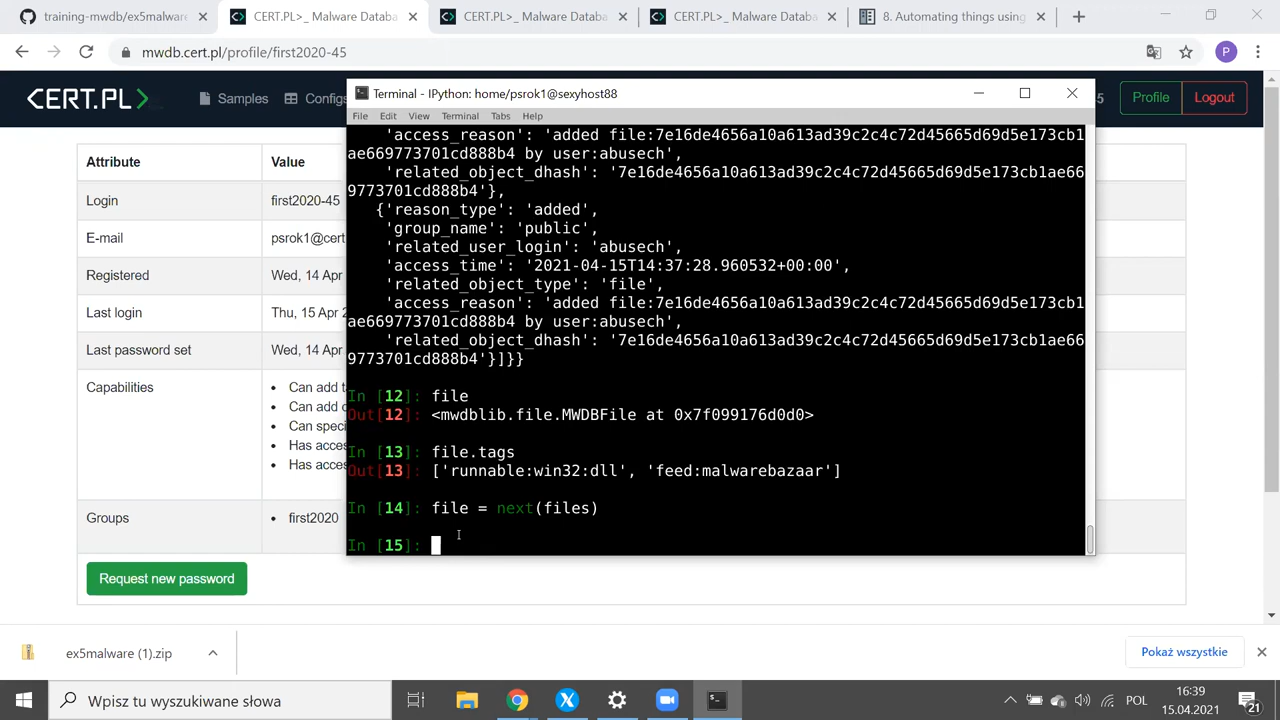 training-mwdb/ex5malware
CERT.PL>_ Malware Databa
CERT.PL>_ Malware Databa
CERT.PL>_ Malware Databa
8. Automating things using
mwdb.cert.pl/profile/first2020-45
P
CERT.PL>
Samples
Configs
5
Profile
Logout
Terminal - IPython: home/psrok1@sexyhost88
File Edit View Terminal Tabs Help
'access_reason': 'added file:7e16de4656a10a613ad39c2c4c72d45665d69d5e173cb1
ae669773701cd888b4 by user:abusech',
'related_object_dhash': '7e16de4656a10a613ad39c2c4c72d45665d69d5e173cb1ae66
9773701cd888b4'},
{'reason_type': 'added',
'group_name': 'public',
'related_user_login': 'abusech',
'access_time': '2021-04-15T14:37:28.960532+00:00',
'related_object_type': 'file',
'access_reason': 'added file:7e16de4656a10a613ad39c2c4c72d45665d69d5e173cb1
ae669773701cd888b4 by user:abusech',
'related_object_dhash': '7e16de4656a10a613ad39c2c4c72d45665d69d5e173cb1ae66
9773701cd888b4'}]}}
In [12]: file
Out[12]: <mwdblib.file.MWDBFile at 0x7f099176d0d0>
In [13]: file.tags
Out[13]: ['runnable:win32:dll', 'feed:malwarebazaar']
In [14]: file = next(files)
In [15]:
Attribute Value
Login first2020-45
E-mail psrok1@cert
Registered Wed, 14 Apr
Last login Thu, 15 Apr 2
Last password set Wed, 14 Apr
Capabilities
Can add t
Can add c
Can speci
Has acces
Has acces
Groups first2020
Request new password
ex5malware (1).zip
Pokaż wszystkie
Wpisz tu wyszukiwane słowa
POL
16:39
15.04.2021
21